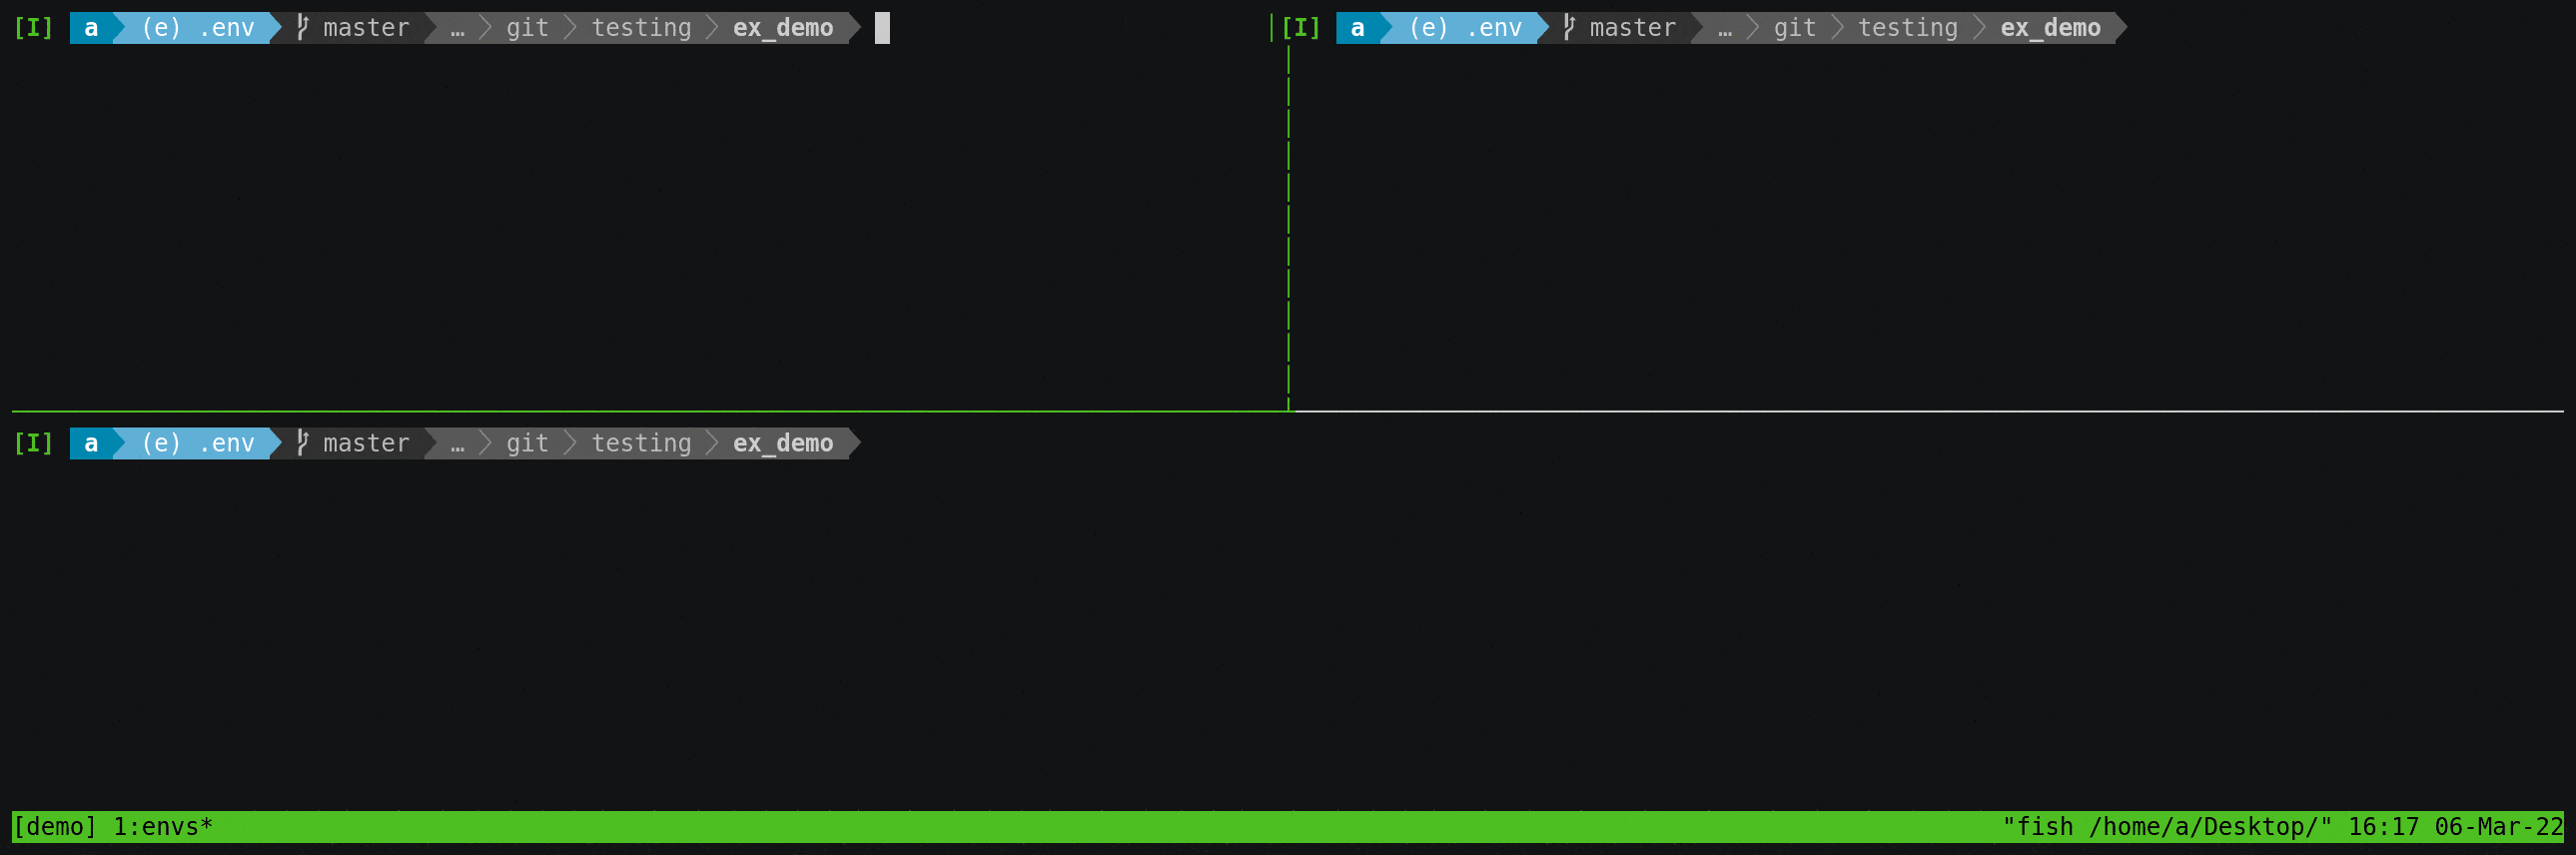 [I] a (e) .env master … git testing ex_demo
[I] a (e) .env master … git testing ex_demo
[I] a (e) .env master … git testing ex_demo
[demo] 1:envs* "fish /home/a/Desktop/" 16:17 06-Mar-22